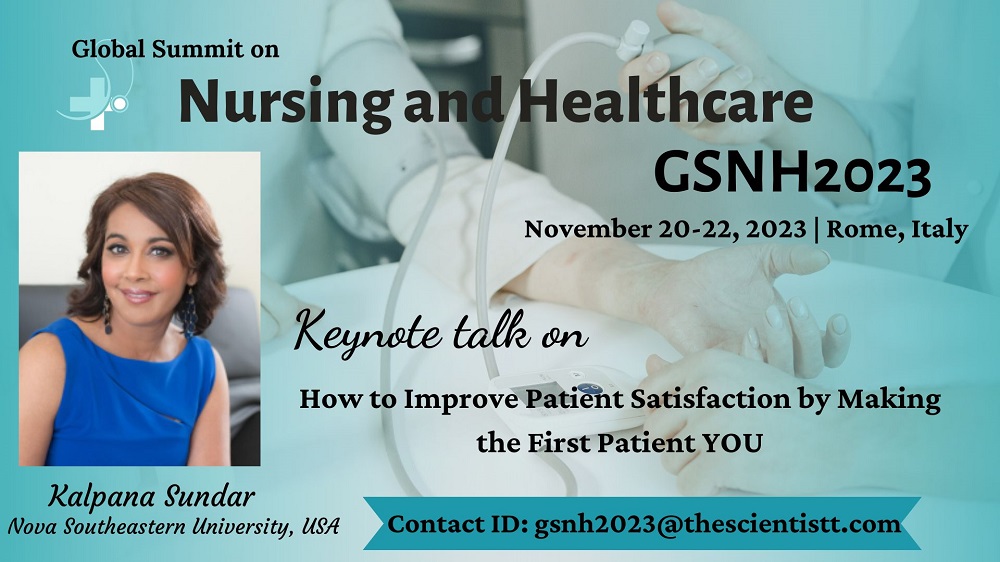 Global Summit on
Nursing and Healthcare
GSNH2023
November 20-22, 2023 | Rome, Italy
Keynote talk on
How to Improve Patient Satisfaction by Making
the First Patient YOU
Kalpana Sundar
Nova Southeastern University, USA
Contact ID: gsnh2023@thescientistt.com